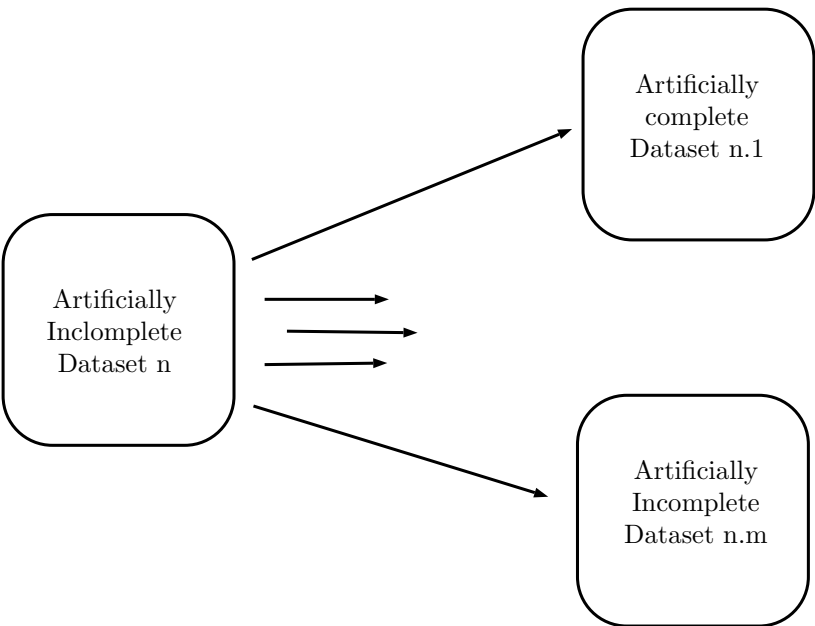 Artificially
complete
Dataset n.1
Artificially
Inclomplete
Dataset n
Artificially
Incomplete
Dataset n.m